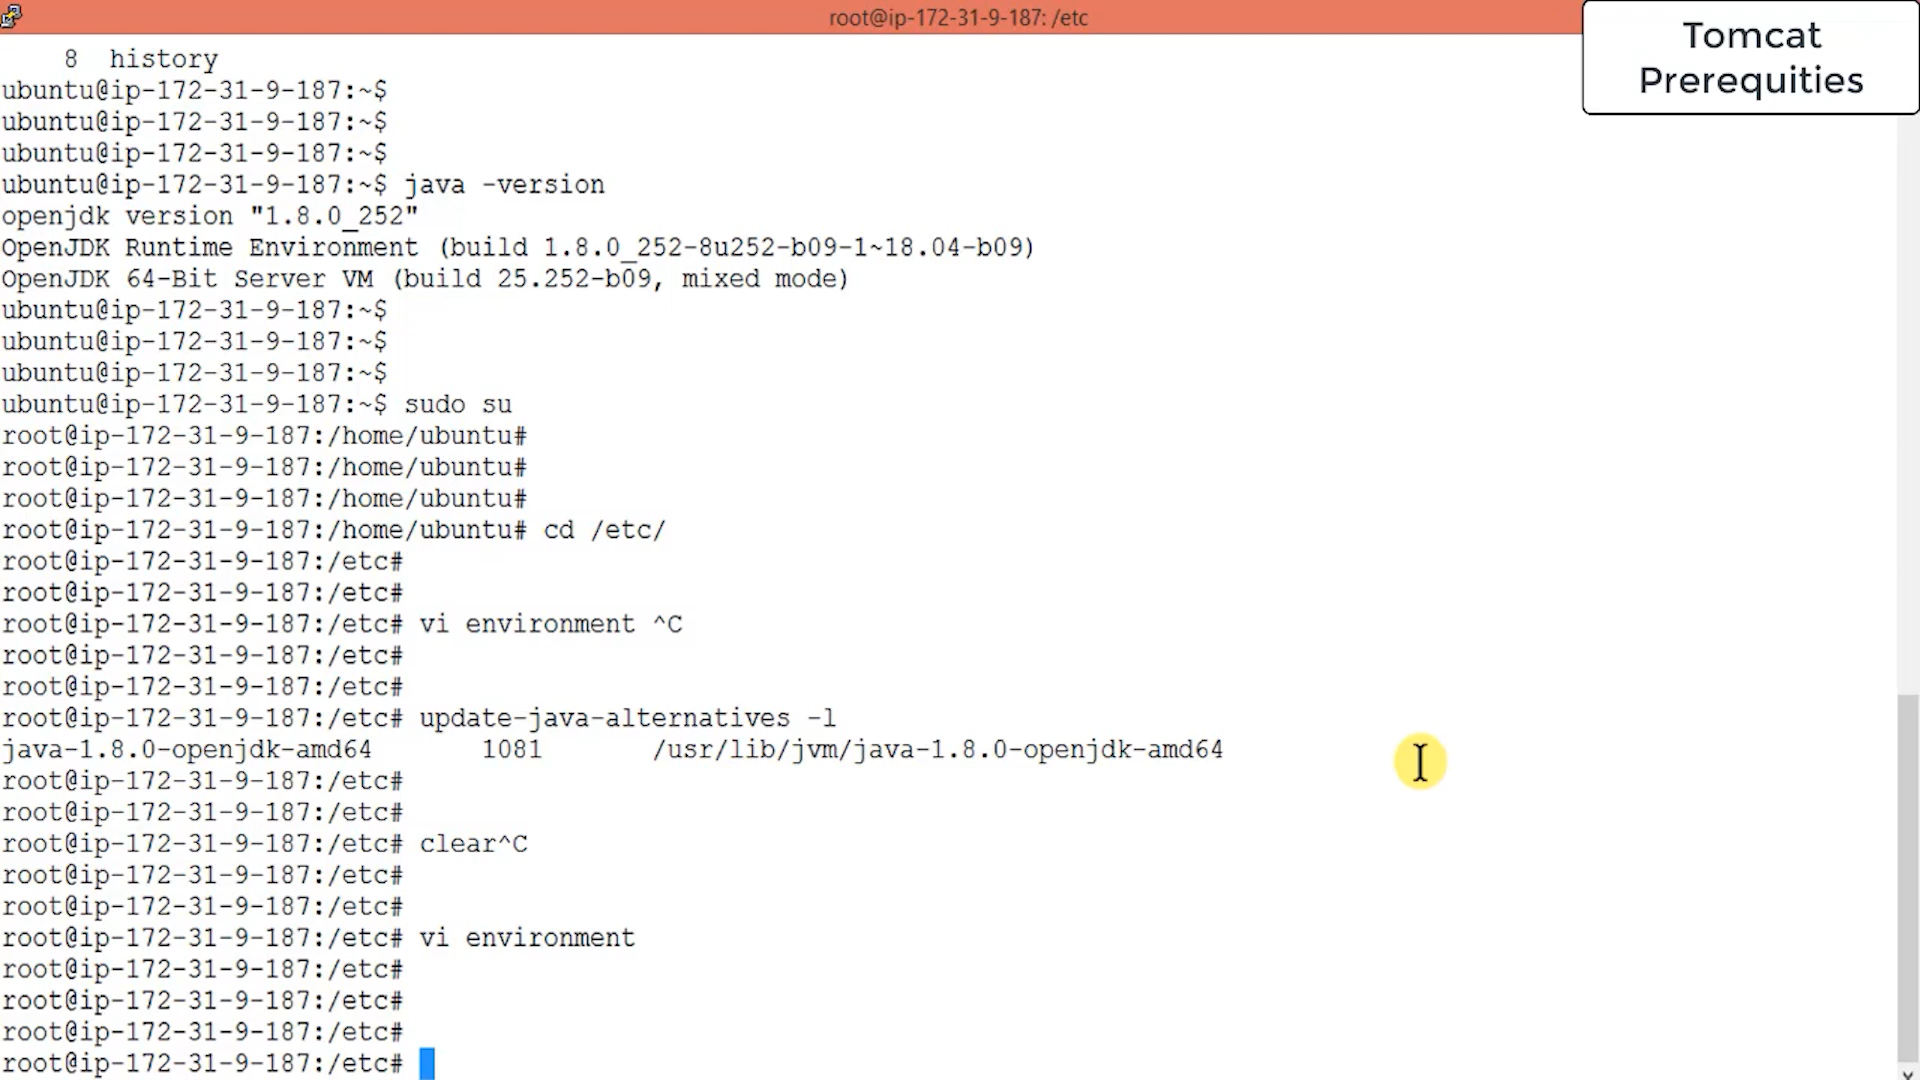 root@ip-172-31-9-187: /etc
Tomcat
Prerequities
8 history
ubuntu@ip-172-31-9-187:~$
ubuntu@ip-172-31-9-187:~$
ubuntu@ip-172-31-9-187:~$
ubuntu@ip-172-31-9-187:~$ java -version
openjdk version "1.8.0_252"
OpenJDK Runtime Environment (build 1.8.0_252-8u252-b09-1~18.04-b09)
OpenJDK 64-Bit Server VM (build 25.252-b09, mixed mode)
ubuntu@ip-172-31-9-187:~$
ubuntu@ip-172-31-9-187:~$
ubuntu@ip-172-31-9-187:~$
ubuntu@ip-172-31-9-187:~$ sudo su
root@ip-172-31-9-187:/home/ubuntu#
root@ip-172-31-9-187:/home/ubuntu#
root@ip-172-31-9-187:/home/ubuntu#
root@ip-172-31-9-187:/home/ubuntu# cd /etc/
root@ip-172-31-9-187:/etc#
root@ip-172-31-9-187:/etc#
root@ip-172-31-9-187:/etc# vi environment ^C
root@ip-172-31-9-187:/etc#
root@ip-172-31-9-187:/etc#
root@ip-172-31-9-187:/etc# update-java-alternatives -l
java-1.8.0-openjdk-amd64 1081 /usr/lib/jvm/java-1.8.0-openjdk-amd64
root@ip-172-31-9-187:/etc#
root@ip-172-31-9-187:/etc#
root@ip-172-31-9-187:/etc# clear^C
root@ip-172-31-9-187:/etc#
root@ip-172-31-9-187:/etc#
root@ip-172-31-9-187:/etc# vi environment
root@ip-172-31-9-187:/etc#
root@ip-172-31-9-187:/etc#
root@ip-172-31-9-187:/etc#
root@ip-172-31-9-187:/etc#